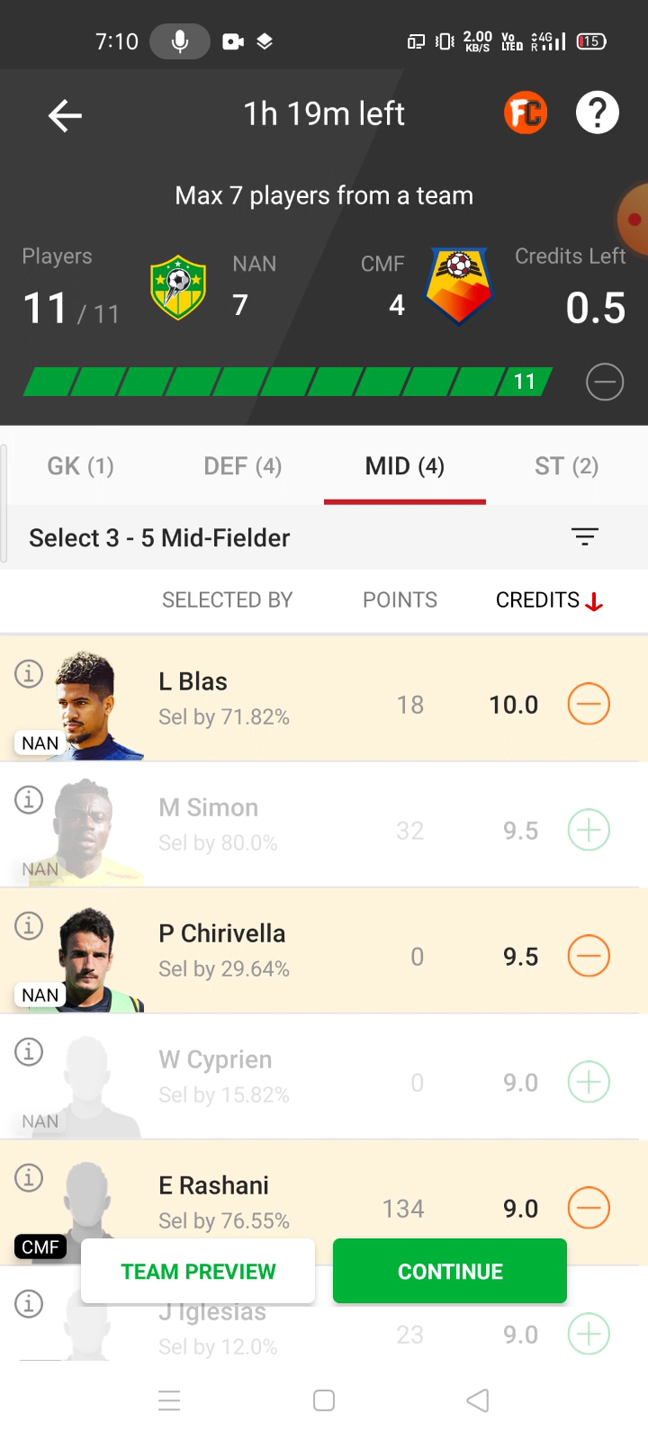 7:10 2.00 KB/S Vo LTED 4G R 15
1h 19m left FC ?
Max 7 players from a team
Players NAN CMF Credits Left
11 / 11 7 4 0.5
11
GK (1) DEF (4) MID (4) ST (2)
Select 3 - 5 Mid-Fielder
SELECTED BY POINTS CREDITS
L Blas
Sel by 71.82% 18 10.0
NAN
M Simon
Sel by 80.0% 32 9.5
NAN
P Chirivella
Sel by 29.64% 0 9.5
NAN
W Cyprien
Sel by 15.82% 0 9.0
NAN
E Rashani
Sel by 76.55% 134 9.0
CMF
TEAM PREVIEW CONTINUE
J Iglesias
Sel by 12.0% 23 9.0